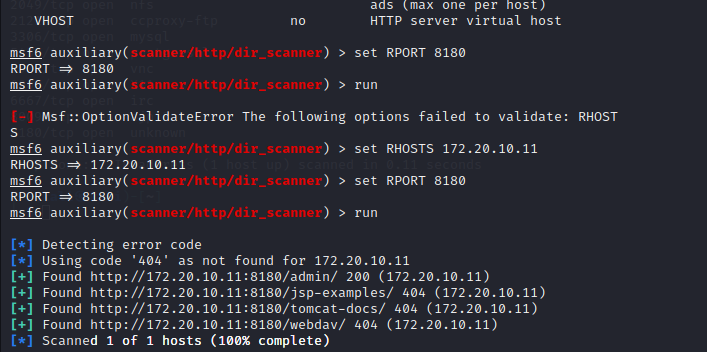 2049/tcp open nfs ads (max one per host)
VHOST no HTTP server virtual host
msf6 auxiliary(scanner/http/dir_scanner) > set RPORT 8180
RPORT ⇒ 8180
msf6 auxiliary(scanner/http/dir_scanner) > run
[-] Msf::OptionValidateError The following options failed to validate: RHOST
S
msf6 auxiliary(scanner/http/dir_scanner) > set RHOSTS 172.20.10.11
RHOSTS ⇒ 172.20.10.11
msf6 auxiliary(scanner/http/dir_scanner) > set RPORT 8180
RPORT ⇒ 8180
msf6 auxiliary(scanner/http/dir_scanner) > run
[*] Detecting error code
[*] Using code '404' as not found for 172.20.10.11
[+] Found http://172.20.10.11:8180/admin/ 200 (172.20.10.11)
[+] Found http://172.20.10.11:8180/jsp-examples/ 404 (172.20.10.11)
[+] Found http://172.20.10.11:8180/tomcat-docs/ 404 (172.20.10.11)
[+] Found http://172.20.10.11:8180/webdav/ 404 (172.20.10.11)
[*] Scanned 1 of 1 hosts (100% complete)